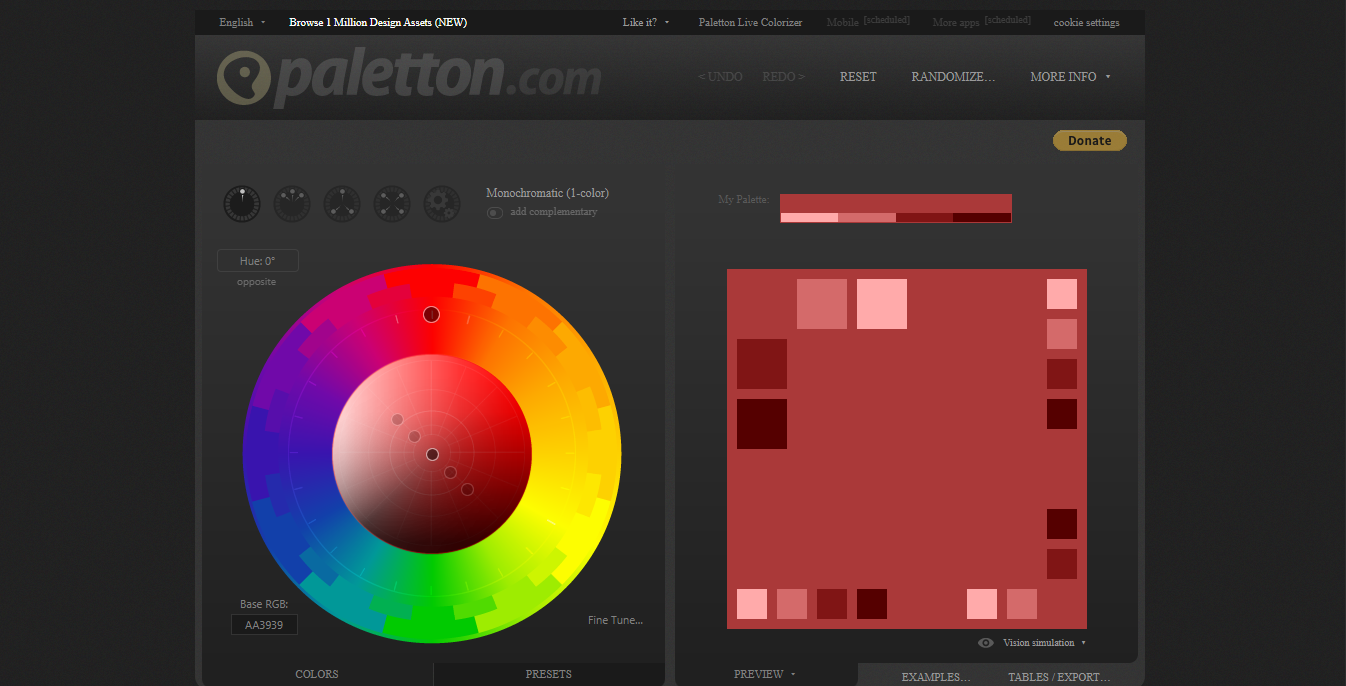 English
Browse 1 Million Design Assets (NEW)
Like it?
Paletton Live Colorizer
Mobile [scheduled]
More apps [scheduled]
cookie settings
paletton.com
< UNDO
REDO >
RESET
RANDOMIZE...
MORE INFO
Donate
Monochromatic (1-color)
add complementary
My Palette:
Hue: 0°
opposite
Base RGB:
AA3939
Fine Tune...
Vision simulation
COLORS
PRESETS
PREVIEW
EXAMPLES...
TABLES / EXPORT...